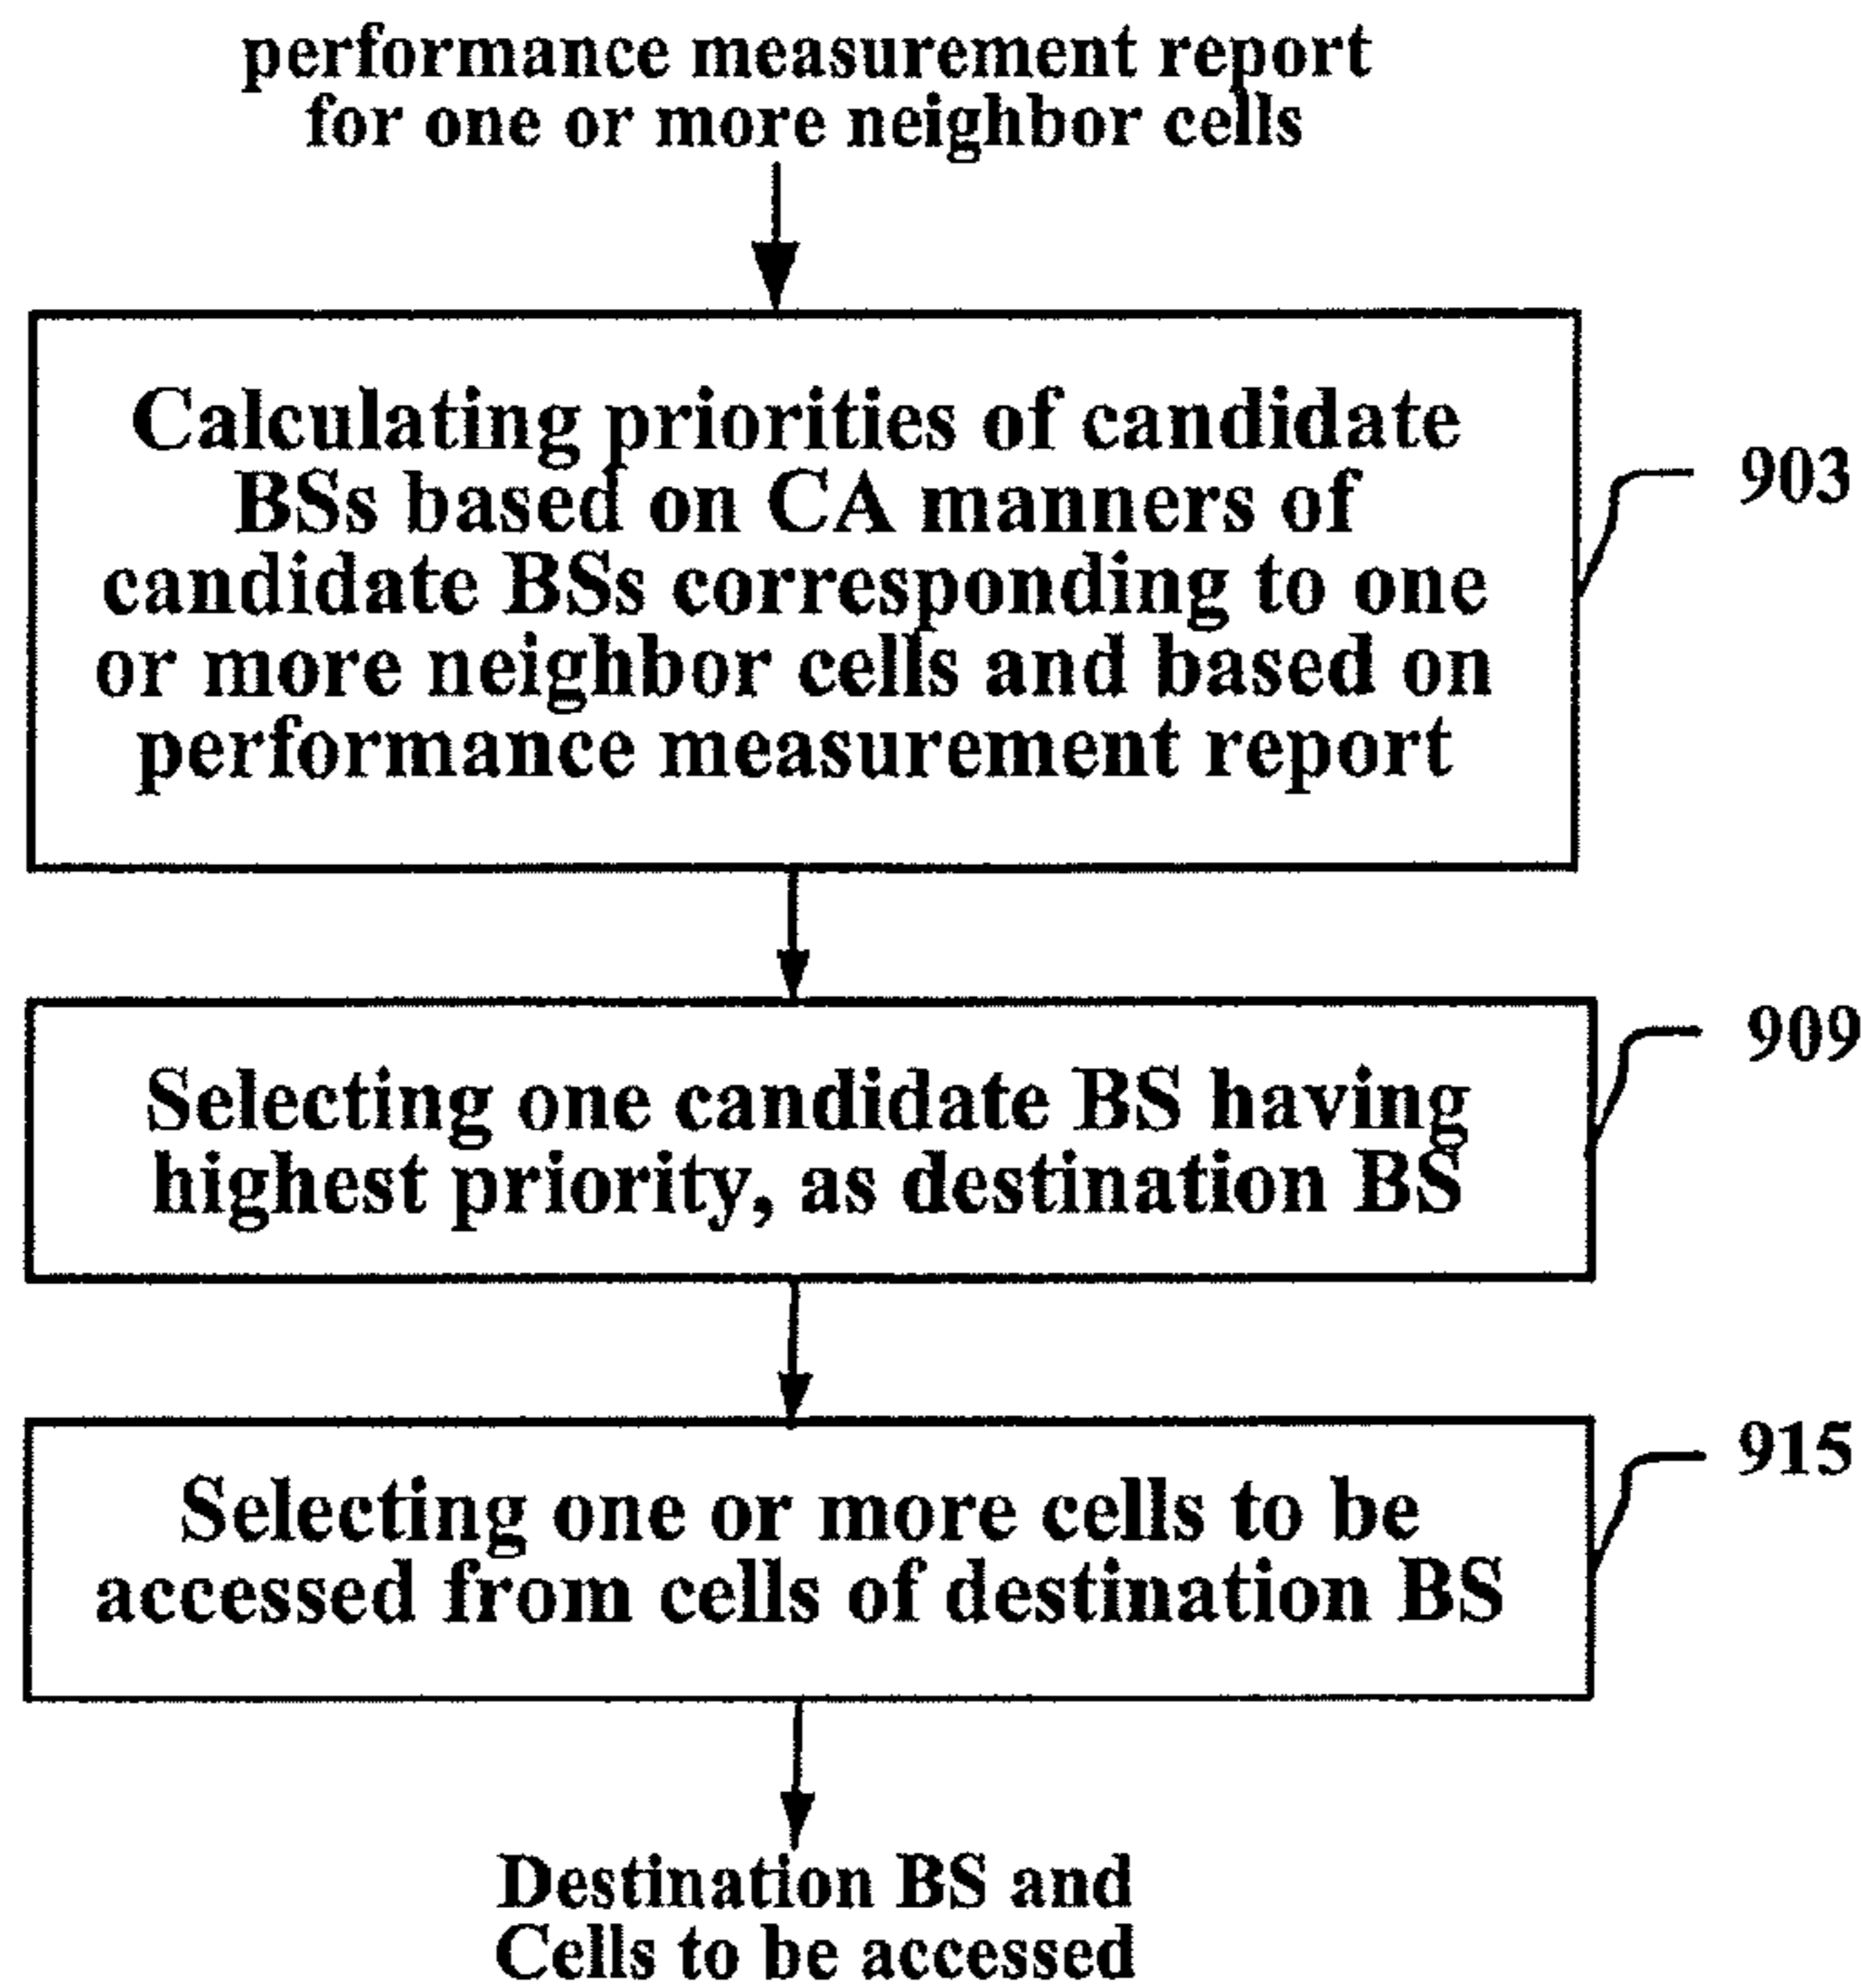 performance measurement report
for one or more neighbor cells
Calculating priorities of candidate
BSs based on CA manners of
candidate BSs corresponding to one
or more neighbor cells and based on
performance measurement report
903
Selecting one candidate BS having
highest priority, as destination BS
909
Selecting one or more cells to be
accessed from cells of destination BS
915
Destination BS and
Cells to be accessed